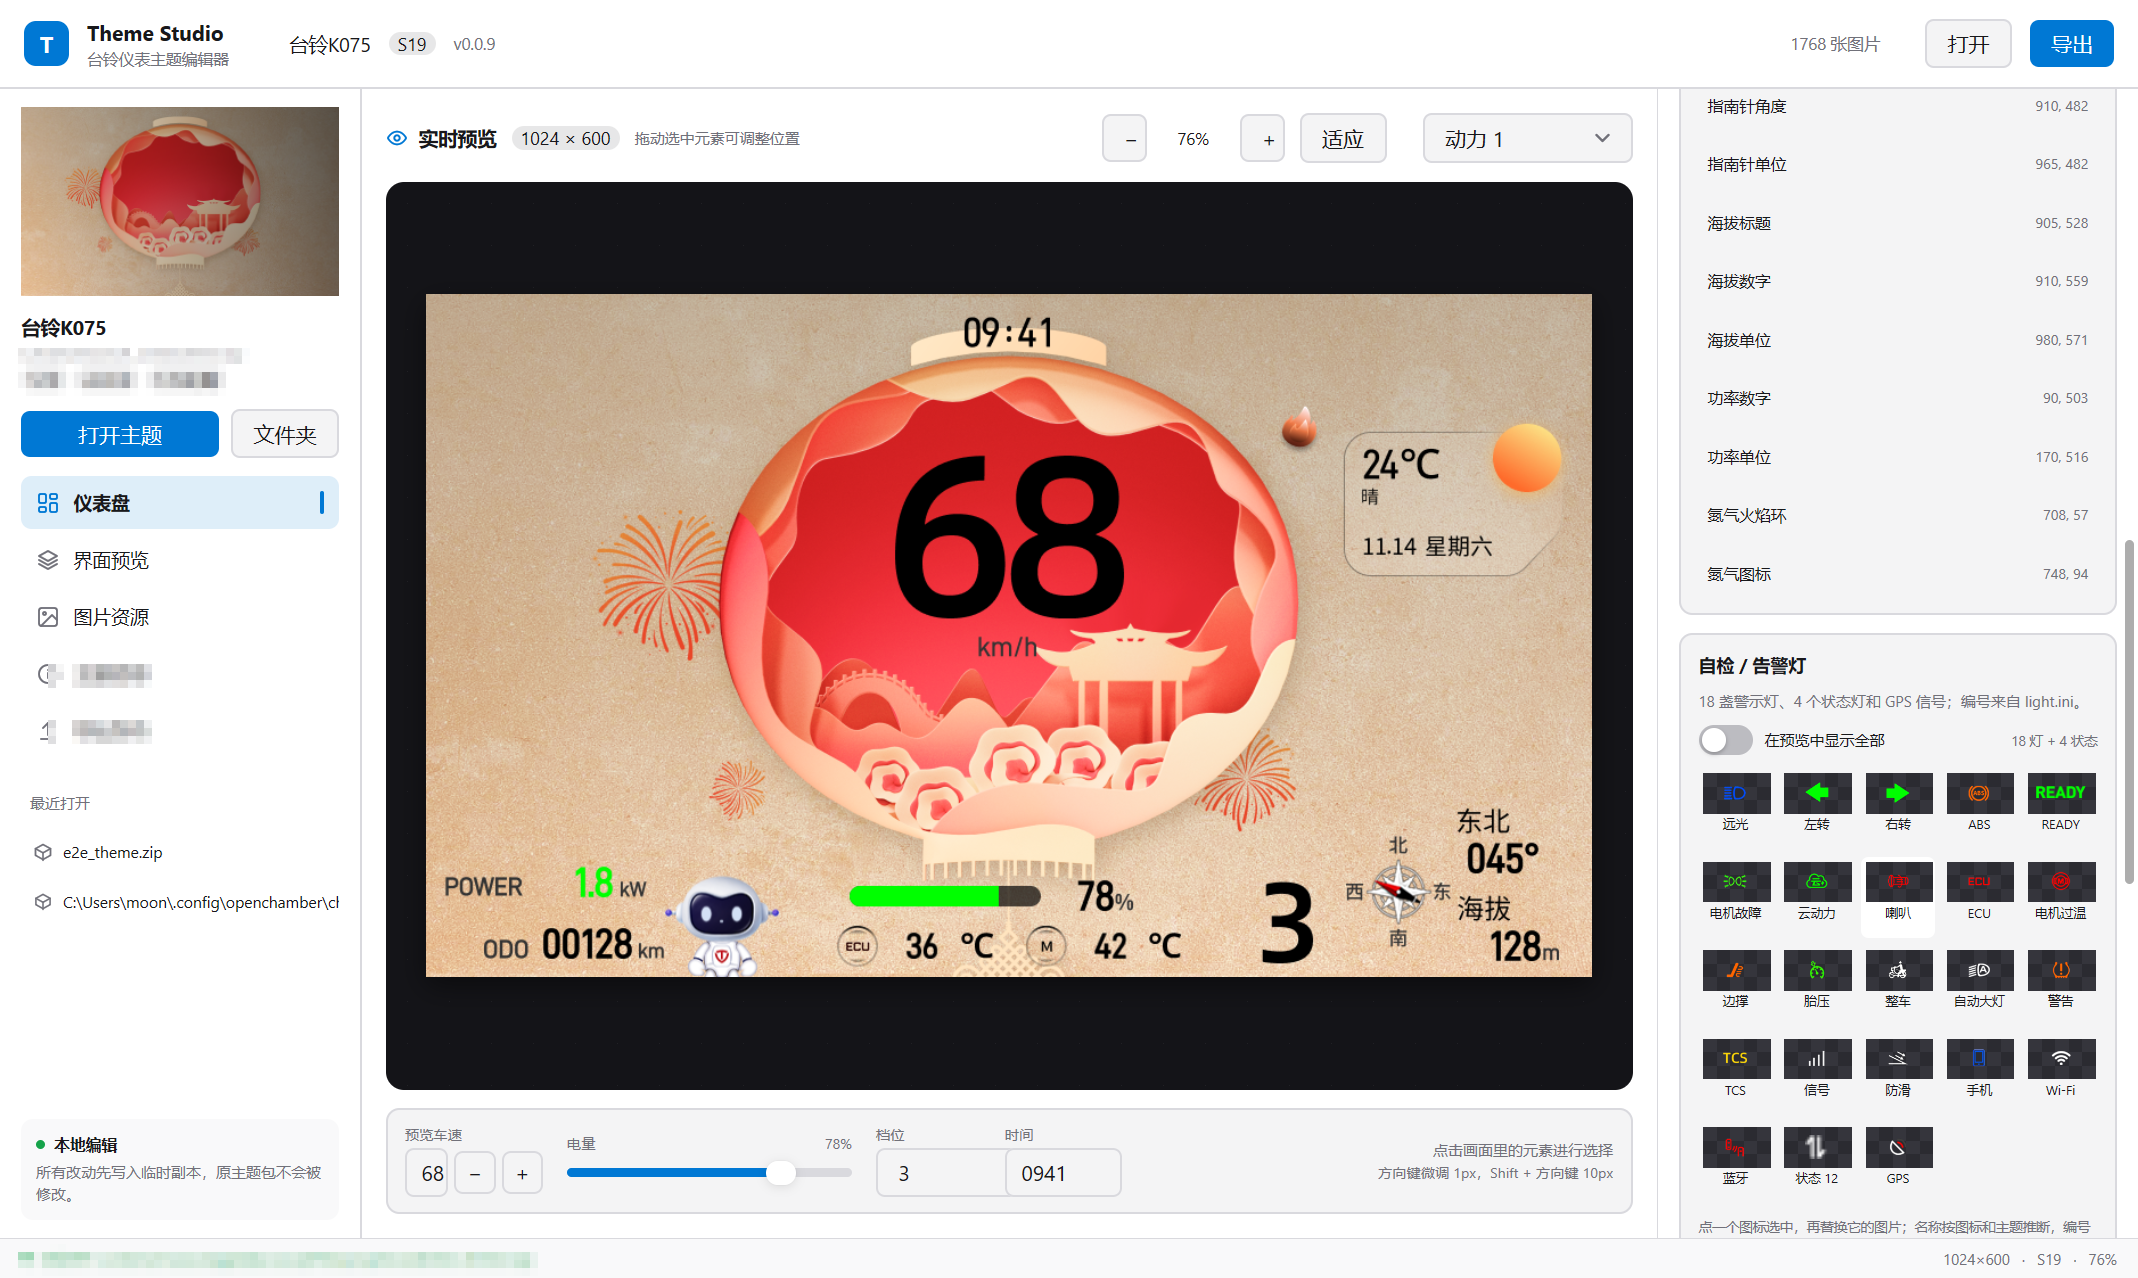 T
Theme Studio
台铃仪表主题编辑器
台铃K075
S19
v0.0.9
1768 张图片
打开
导出
台铃K075
打开主题
文件夹
仪表盘
界面预览
图片资源
最近打开
e2e_theme.zip
C:\Users\moon\.config\openchamber\cl
本地编辑
所有改动先写入临时副本，原主题包不会被
修改。
实时预览
1024 × 600
拖动选中元素可调整位置
−
76%
+
适应
动力 1
09:41
68
km/h
24℃
晴
11.14 星期六
POWER
1.8 kW
ODO 00128 km
78%
ECU
36 ℃
M
42 ℃
3
北
西
东
南
东北
045°
海拔
128m
预览车速
68
−
+
电量
78%
档位
3
时间
0941
点击画面里的元素进行选择
方向键微调 1px，Shift + 方向键 10px
指南针角度 910, 482
指南针单位 965, 482
海拔标题 905, 528
海拔数字 910, 559
海拔单位 980, 571
功率数字 90, 503
功率单位 170, 516
氮气火焰环 708, 57
氮气图标 748, 94
自检 / 告警灯
18 盏警示灯、4 个状态灯和 GPS 信号；编号来自 light.ini。
在预览中显示全部
18 灯 + 4 状态
ABS
READY
远光
左转
右转
ABS
READY
ECU
电机故障
云动力
喇叭
ECU
电机过温
边撑
胎压
整车
自动大灯
警告
TCS
TCS
信号
防滑
手机
Wi-Fi
蓝牙
状态 12
GPS
点一个图标选中，再替换它的图片；名称按图标和主题推断，编号
1024×600 · S19 · 76%